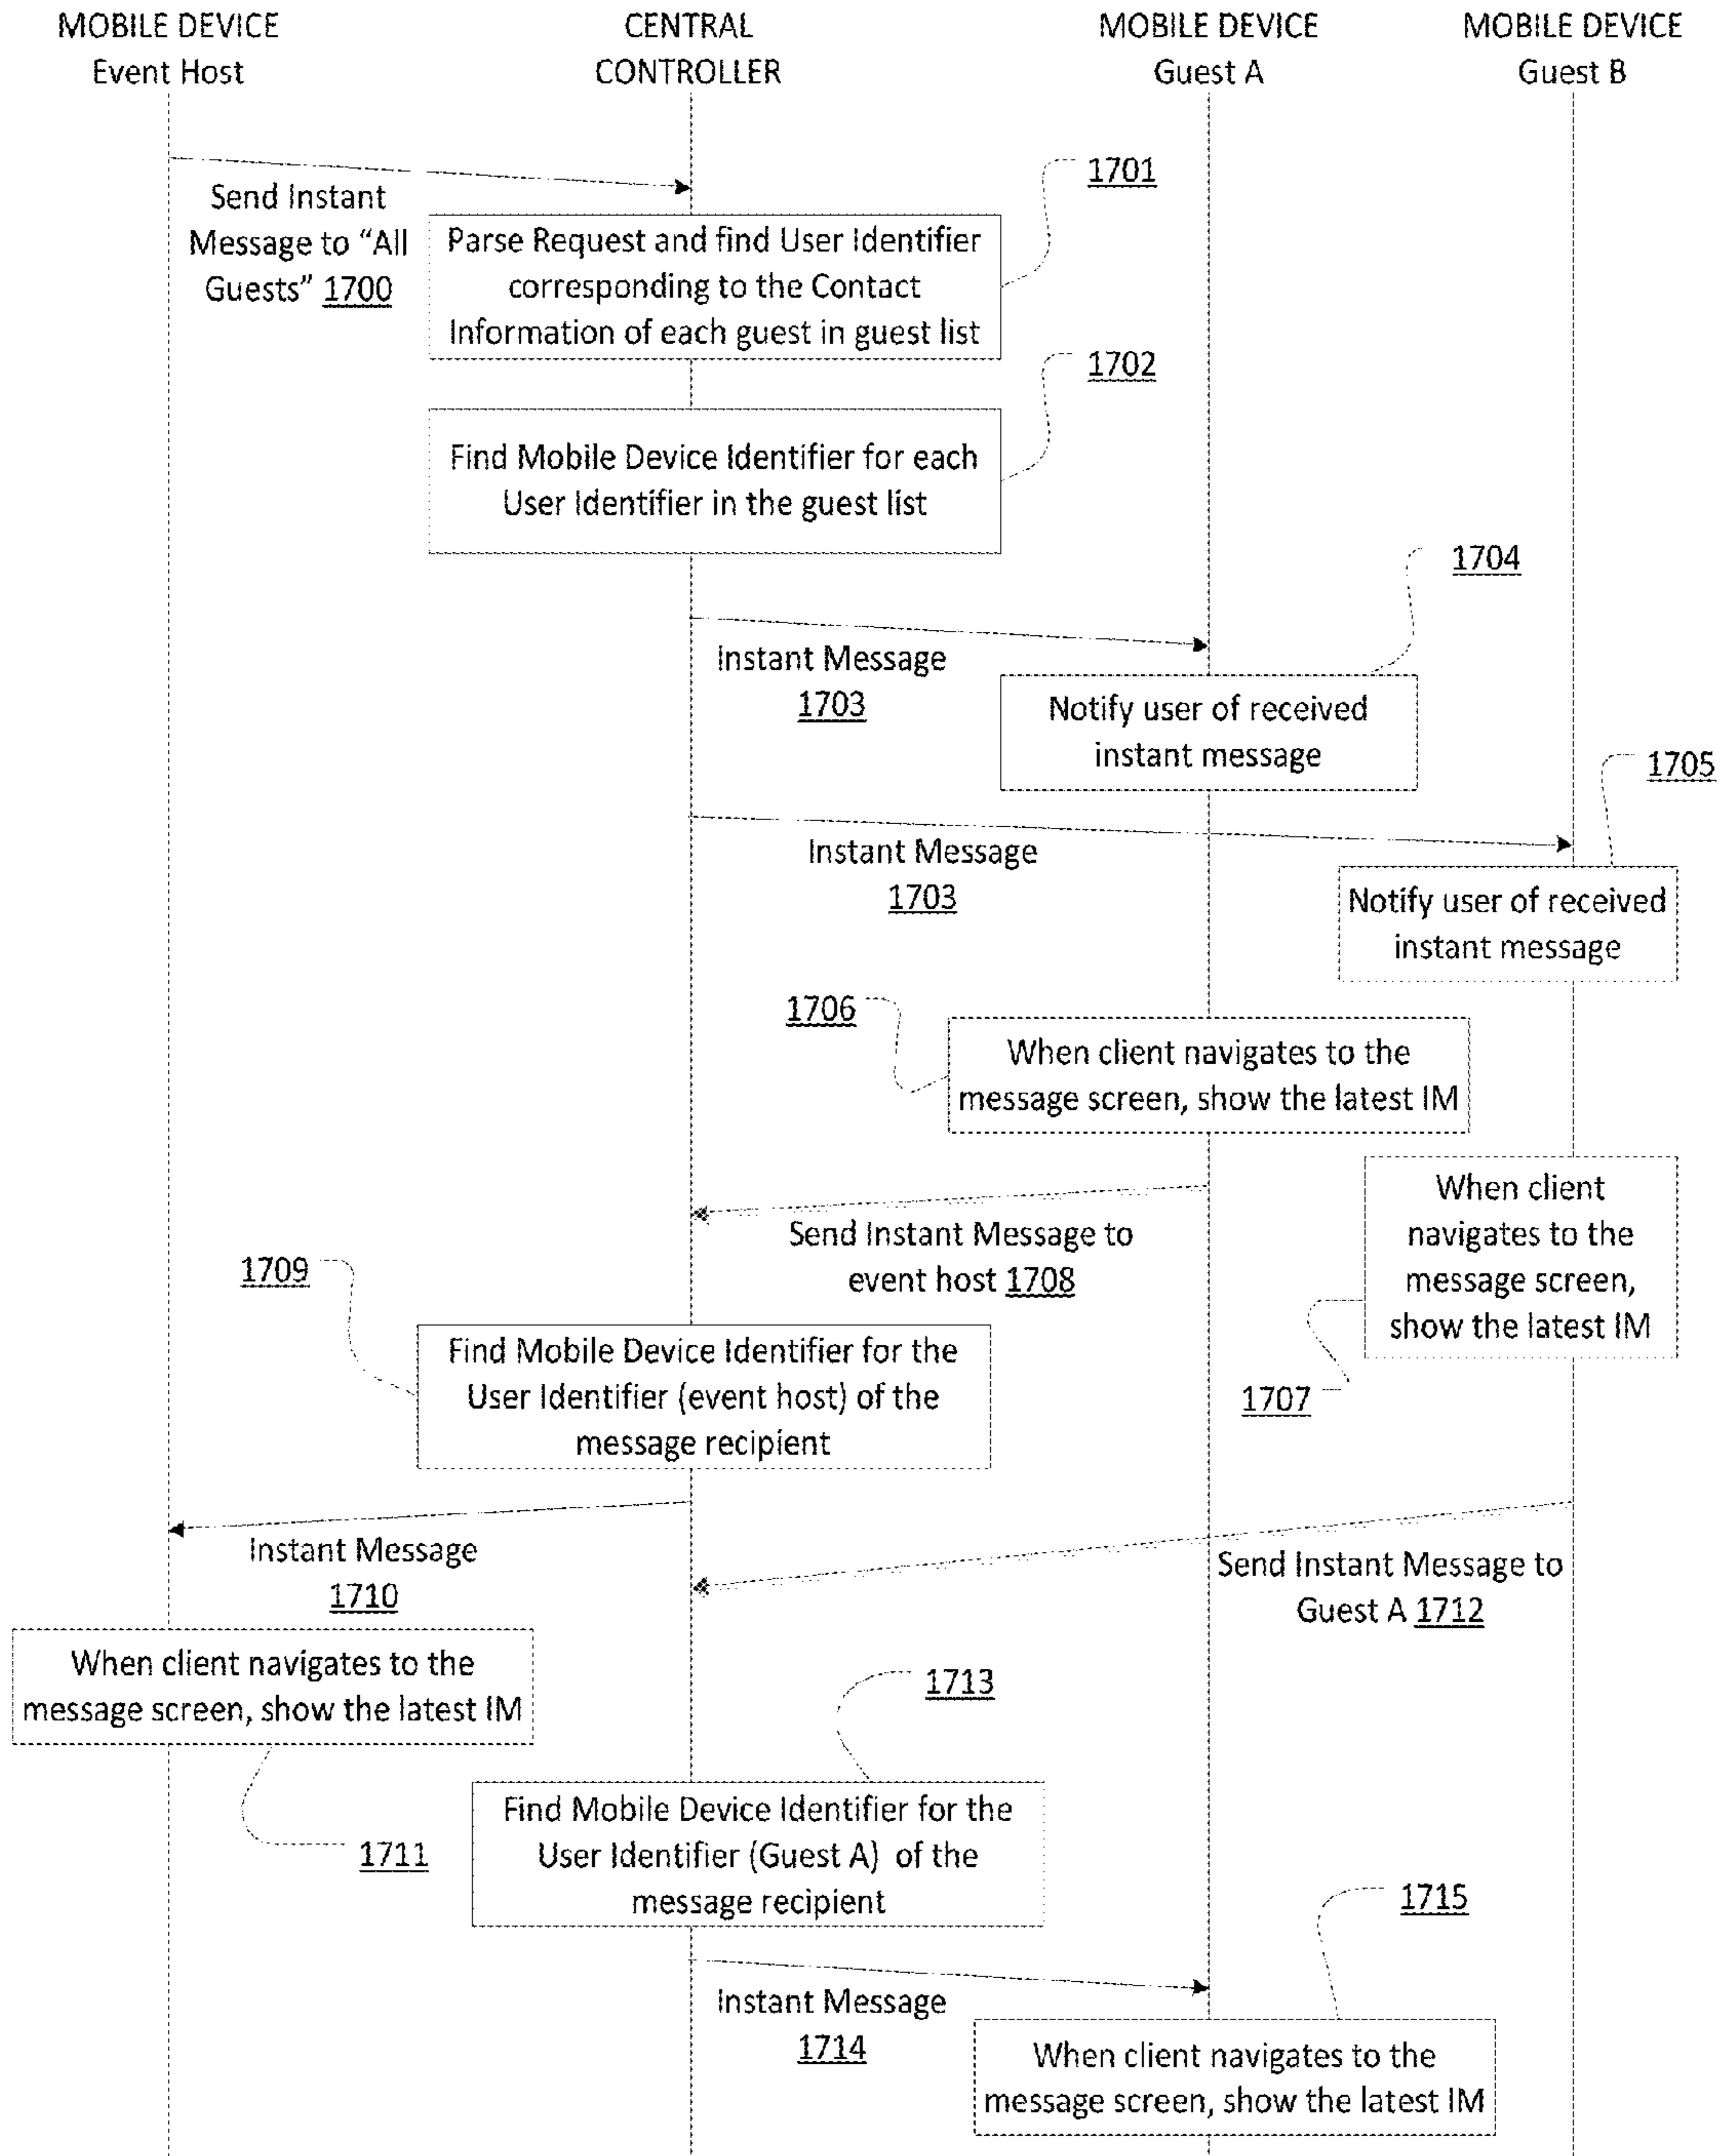 MOBILE DEVICE
Event Host
CENTRAL
CONTROLLER
MOBILE DEVICE
Guest A
MOBILE DEVICE
Guest B
Send Instant
Message to “All
Guests” 1700
1701
Parse Request and find User Identifier
corresponding to the Contact
Information of each guest in guest list
1702
Find Mobile Device Identifier for each
User Identifier in the guest list
1704
Instant Message
1703
Notify user of received
instant message
1705
Instant Message
1703
Notify user of received
instant message
1706
When client navigates to the
message screen, show the latest IM
When client
navigates to the
message screen,
show the latest IM
1707
Send Instant Message to
event host 1708
1709
Find Mobile Device Identifier for the
User Identifier (event host) of the
message recipient
Instant Message
1710
Send Instant Message to
Guest A 1712
When client navigates to the
message screen, show the latest IM
1711
1713
Find Mobile Device Identifier for the
User Identifier (Guest A) of the
message recipient
1715
Instant Message
1714
When client navigates to the
message screen, show the latest IM